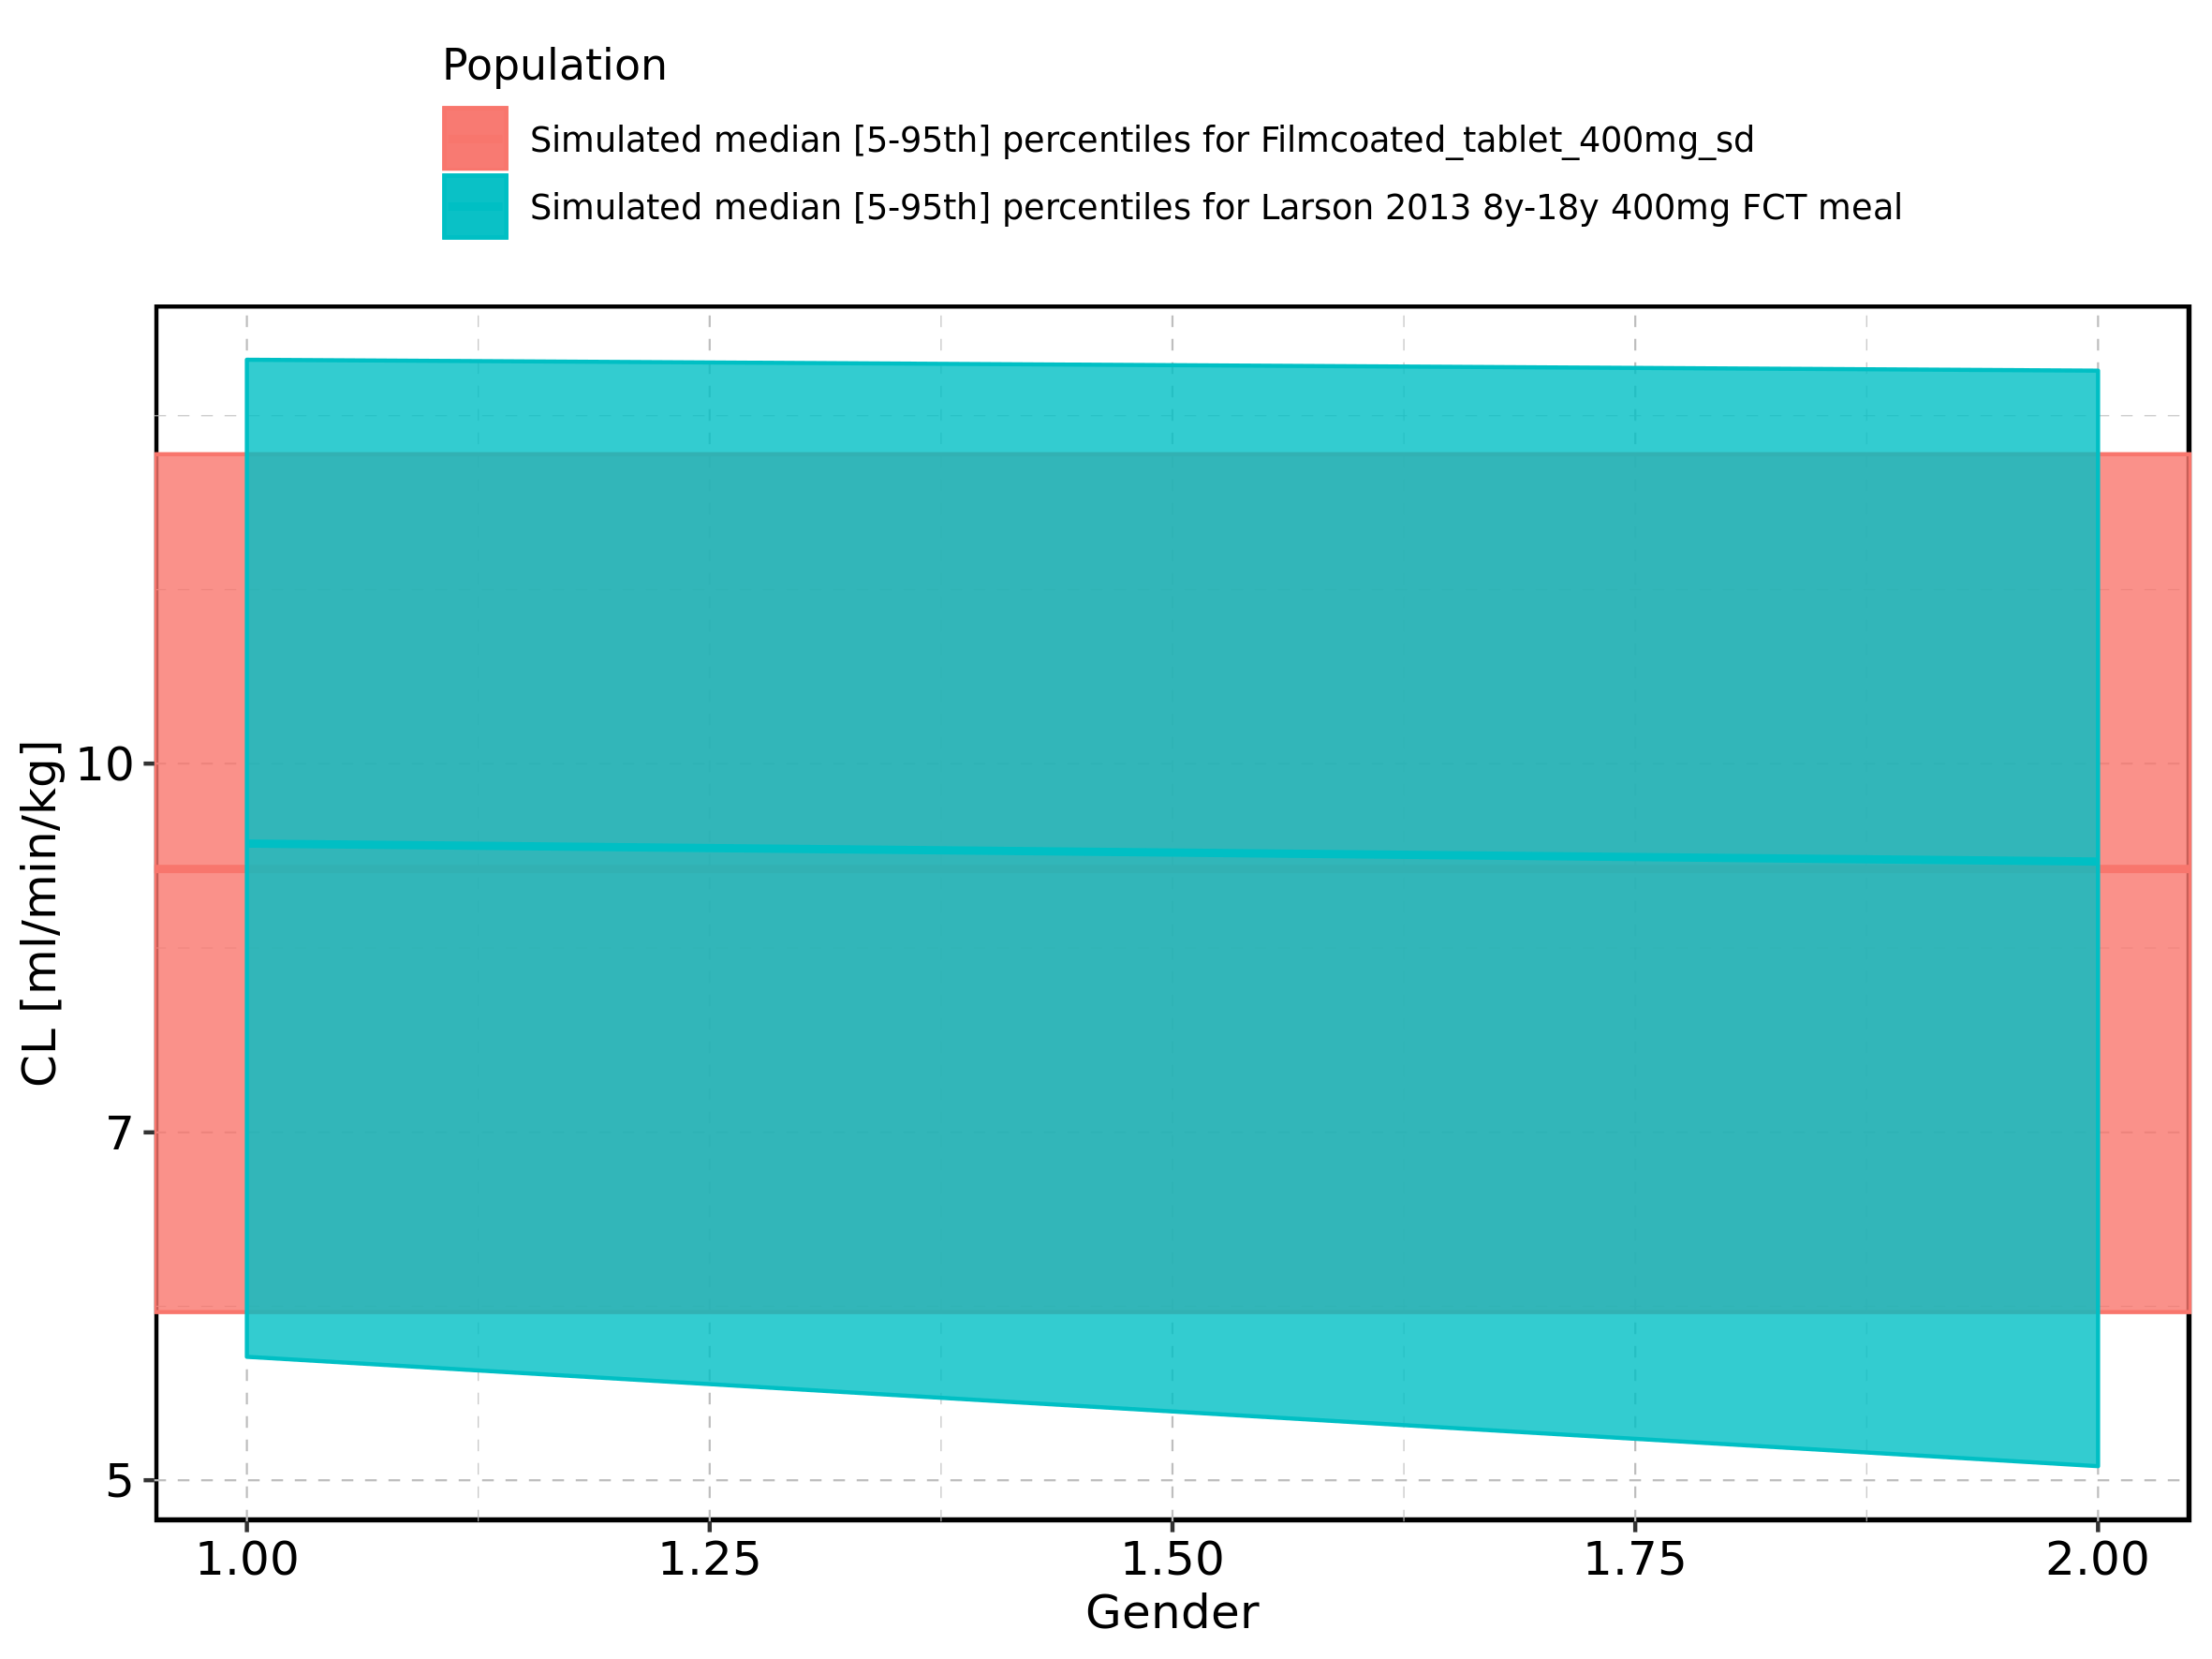 Population
Simulated median [5-95th] percentiles for Filmcoated_tablet_400mg_sd
Simulated median [5-95th] percentiles for Larson 2013 8y-18y 400mg FCT meal
CL [ml/min/kg]
10
7
5
1.00 1.25 1.50 1.75 2.00
Gender